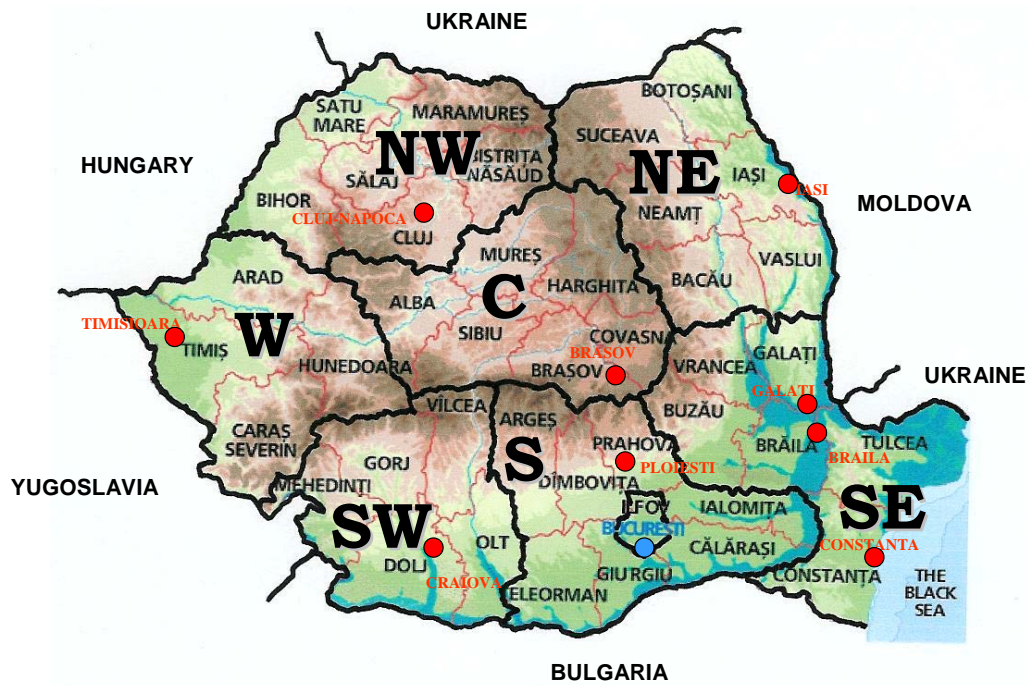 UKRAINE
BOTOȘANI
SATU
MARE
MARAMUREȘ
SUCEAVA
HUNGARY
NW
BISTRIȚA
NĂSĂUD
NE
IAȘI
SĂLAJ
IASI
BIHOR
CLUJ-NAPOCA
NEAMȚ
MOLDOVA
CLUJ
MUREȘ
VASLUI
ARAD
BACĂU
ALBA
C
HARGHITA
TIMISIOARA
W
SIBIU
COVASNA
TIMIȘ
BRASOV
GALAȚI
HUNEDOARA
BRAȘOV
VRANCEA
UKRAINE
GALATI
VÎLCEA
ARGEȘ
BUZĂU
CARAȘ
SEVERIN
PRAHOVA
BRĂILA
TULCEA
GORJ
S
PLOIESTI
BRAILA
YUGOSLAVIA
MEHEDINȚI
DÎMBOVIȚA
ILFOV
IALOMIȚA
SE
SW
BUCURESTI
OLT
CĂLĂRAȘI
CONSTANTA
DOLJ
CRAIOVA
GIURGIU
CONSTANȚA
THE
BLACK
SEA
ELEORMAN
BULGARIA